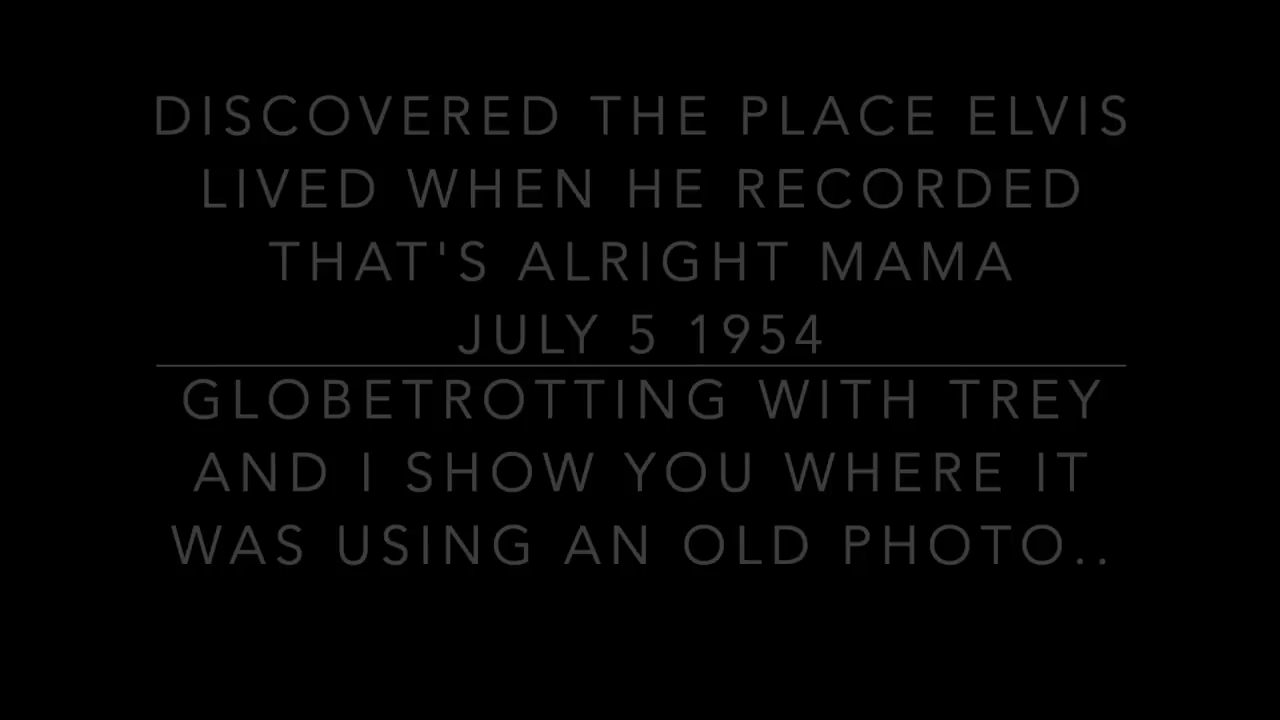 DISCOVERED THE PLACE ELVIS
LIVED WHEN HE RECORDED
THAT'S ALRIGHT MAMA
JULY 5 1954
GLOBETROTTING WITH TREY
AND I SHOW YOU WHERE IT
WAS USING AN OLD PHOTO..